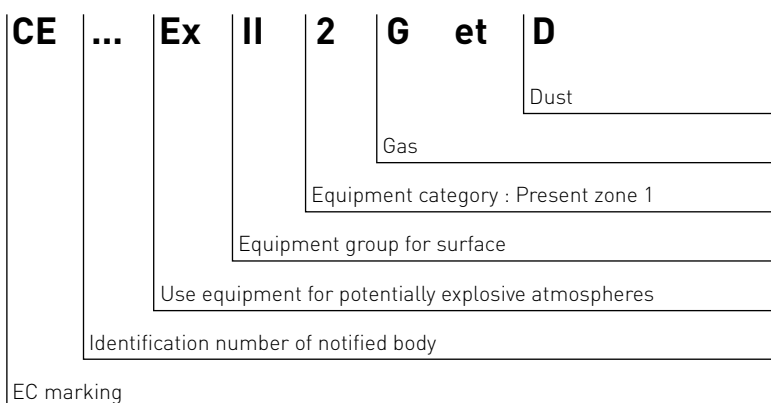 CE ... Ex II 2 G et D
Dust
Gas
Equipment category : Present zone 1
Equipment group for surface
Use equipment for potentially explosive atmospheres
Identification number of notified body
EC marking